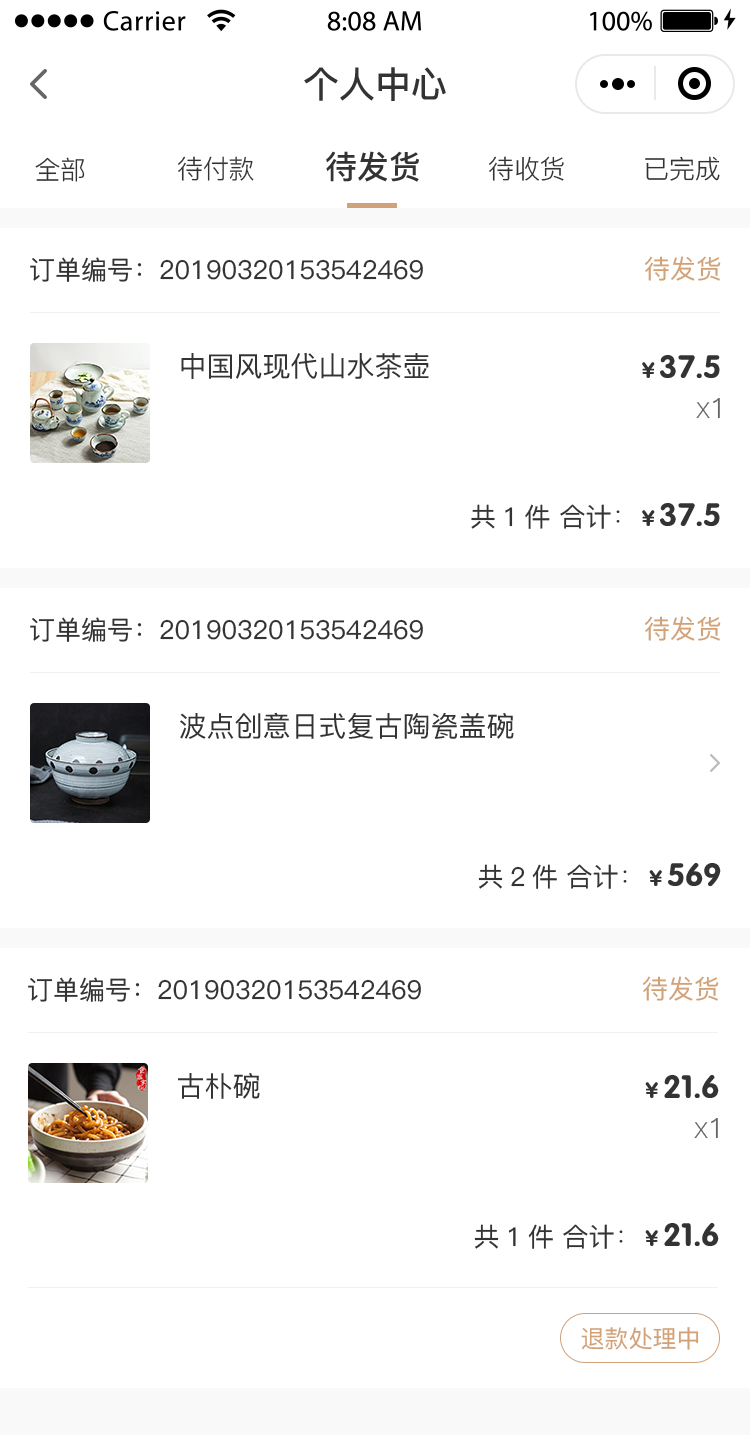 Carrier 8:08 AM 100%
个人中心
全部 待付款 待发货 待收货 已完成
订单编号：20190320153542469 待发货
中国风现代山水茶壶 ¥37.5
x1
共 1 件 合计： ¥37.5
订单编号：20190320153542469 待发货
波点创意日式复古陶瓷盖碗
共 2 件 合计： ¥569
订单编号：20190320153542469 待发货
古朴碗 ¥21.6
x1
共 1 件 合计： ¥21.6
退款处理中